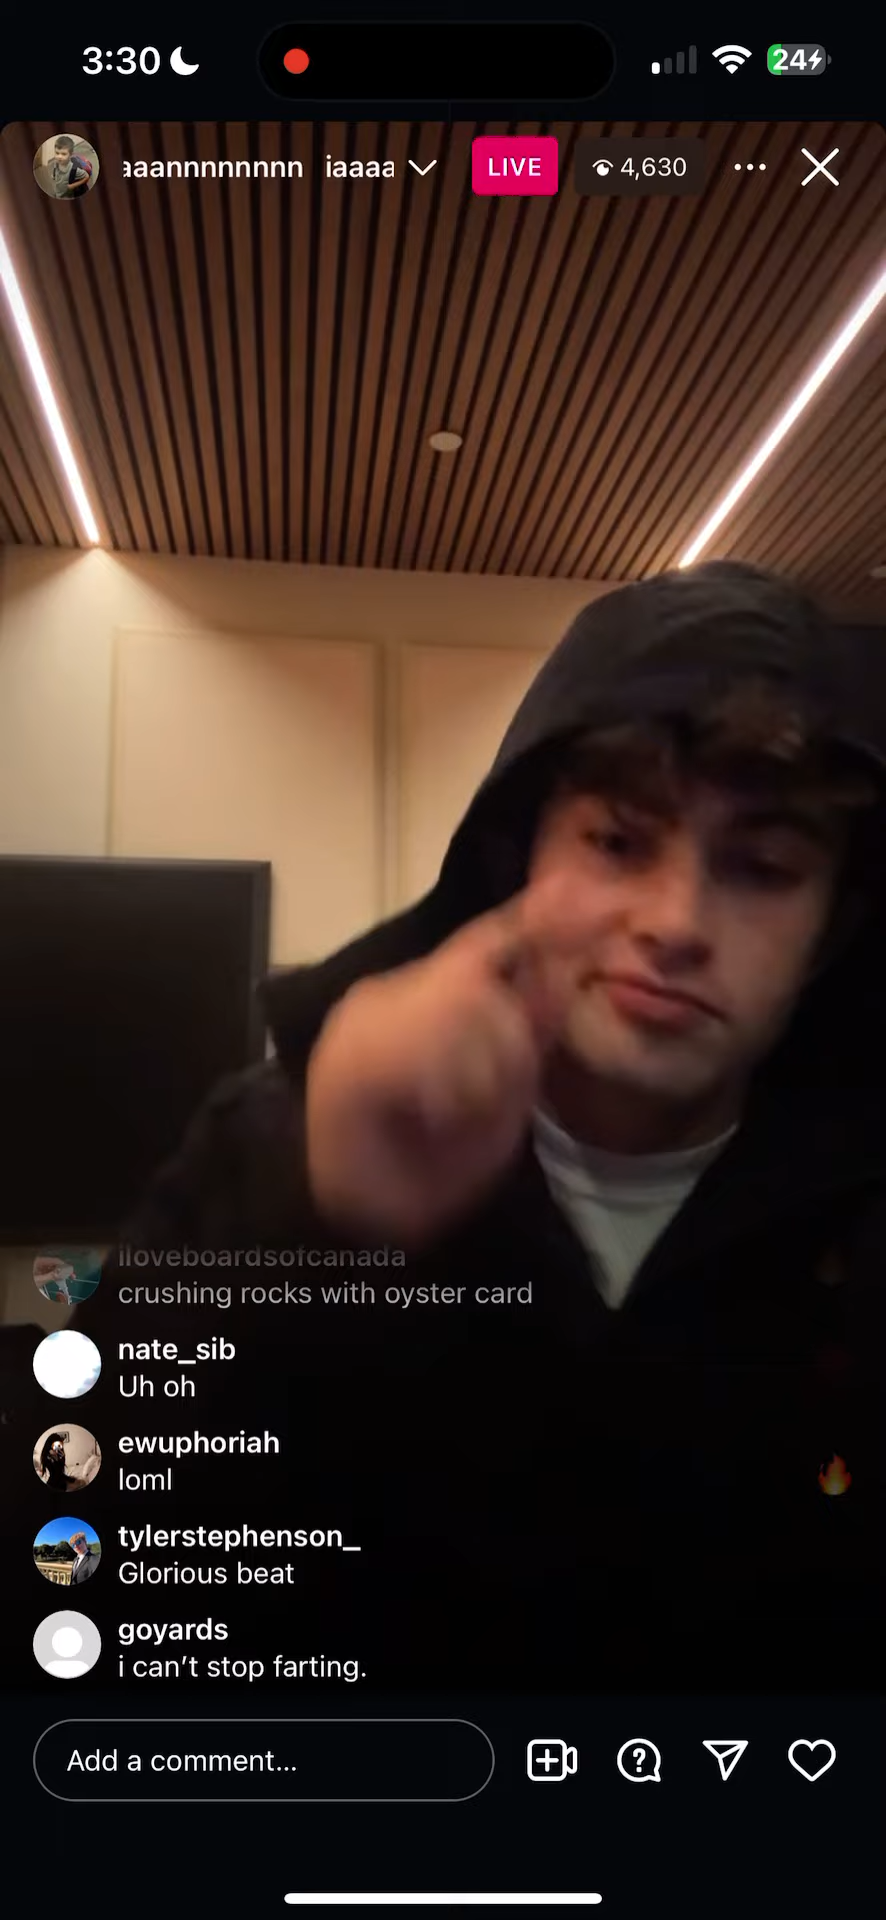 3:30
24
aaannnnnnnn iaaaa
LIVE
4,630
iloveboardsofcanada
crushing rocks with oyster card
nate_sib
Uh oh
ewuphoriah
loml
tylerstephenson_
Glorious beat
goyards
i can’t stop farting.
Add a comment...